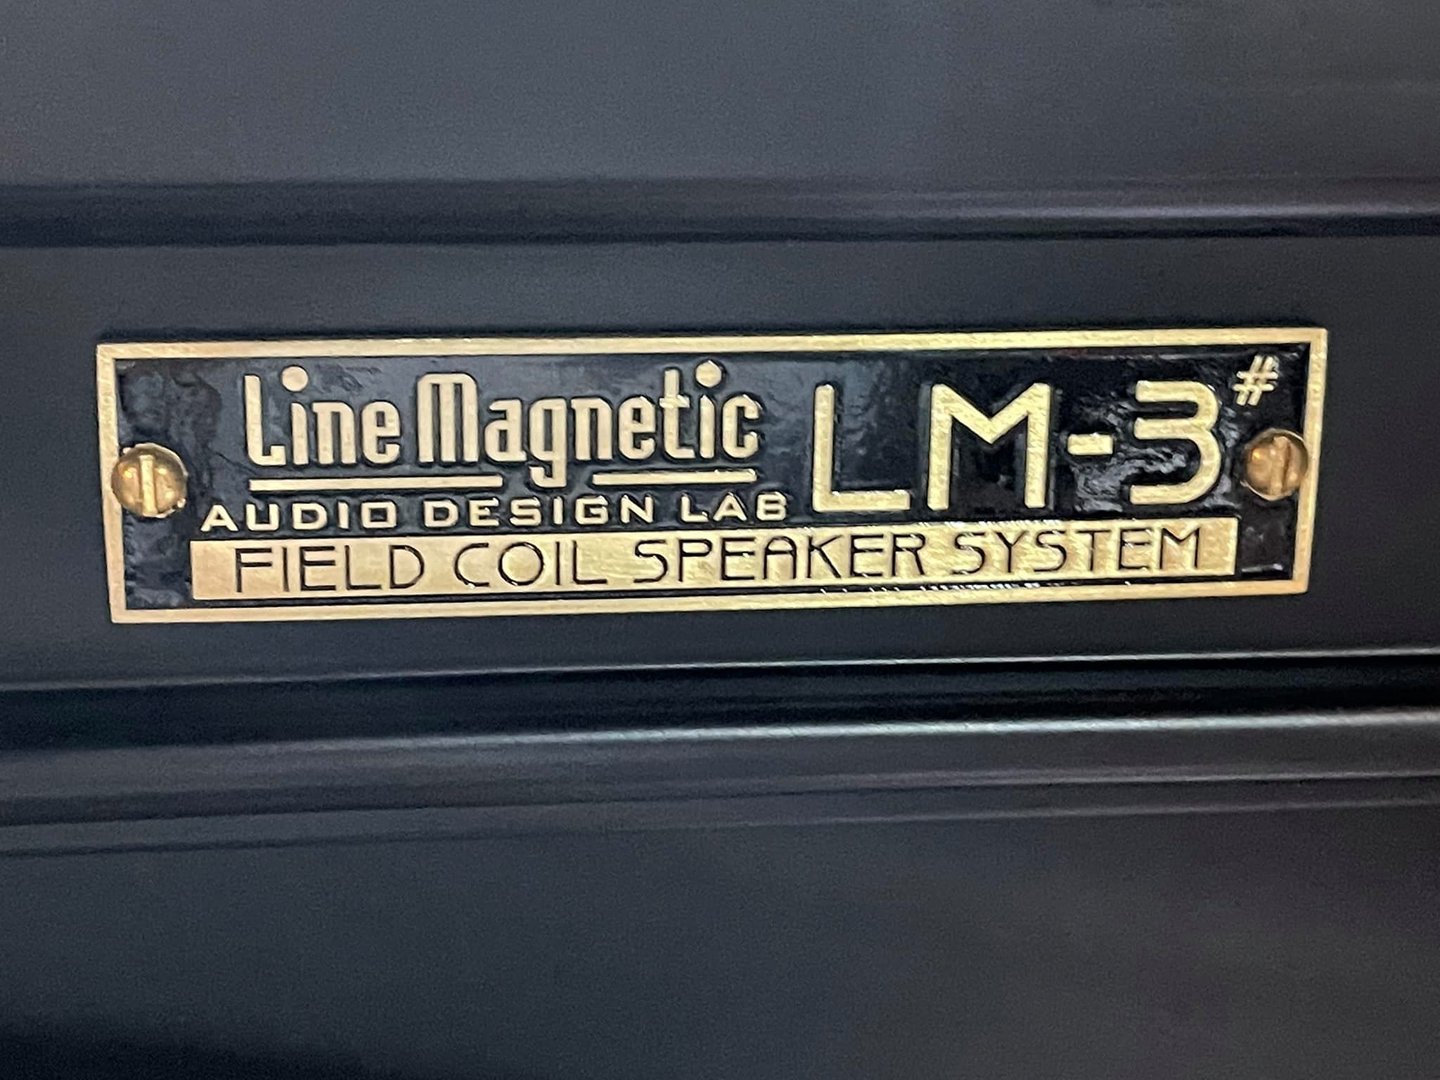 Line Magnetic LM-3#
AUDIO DESIGN LAB
FIELD COIL SPEAKER SYSTEM